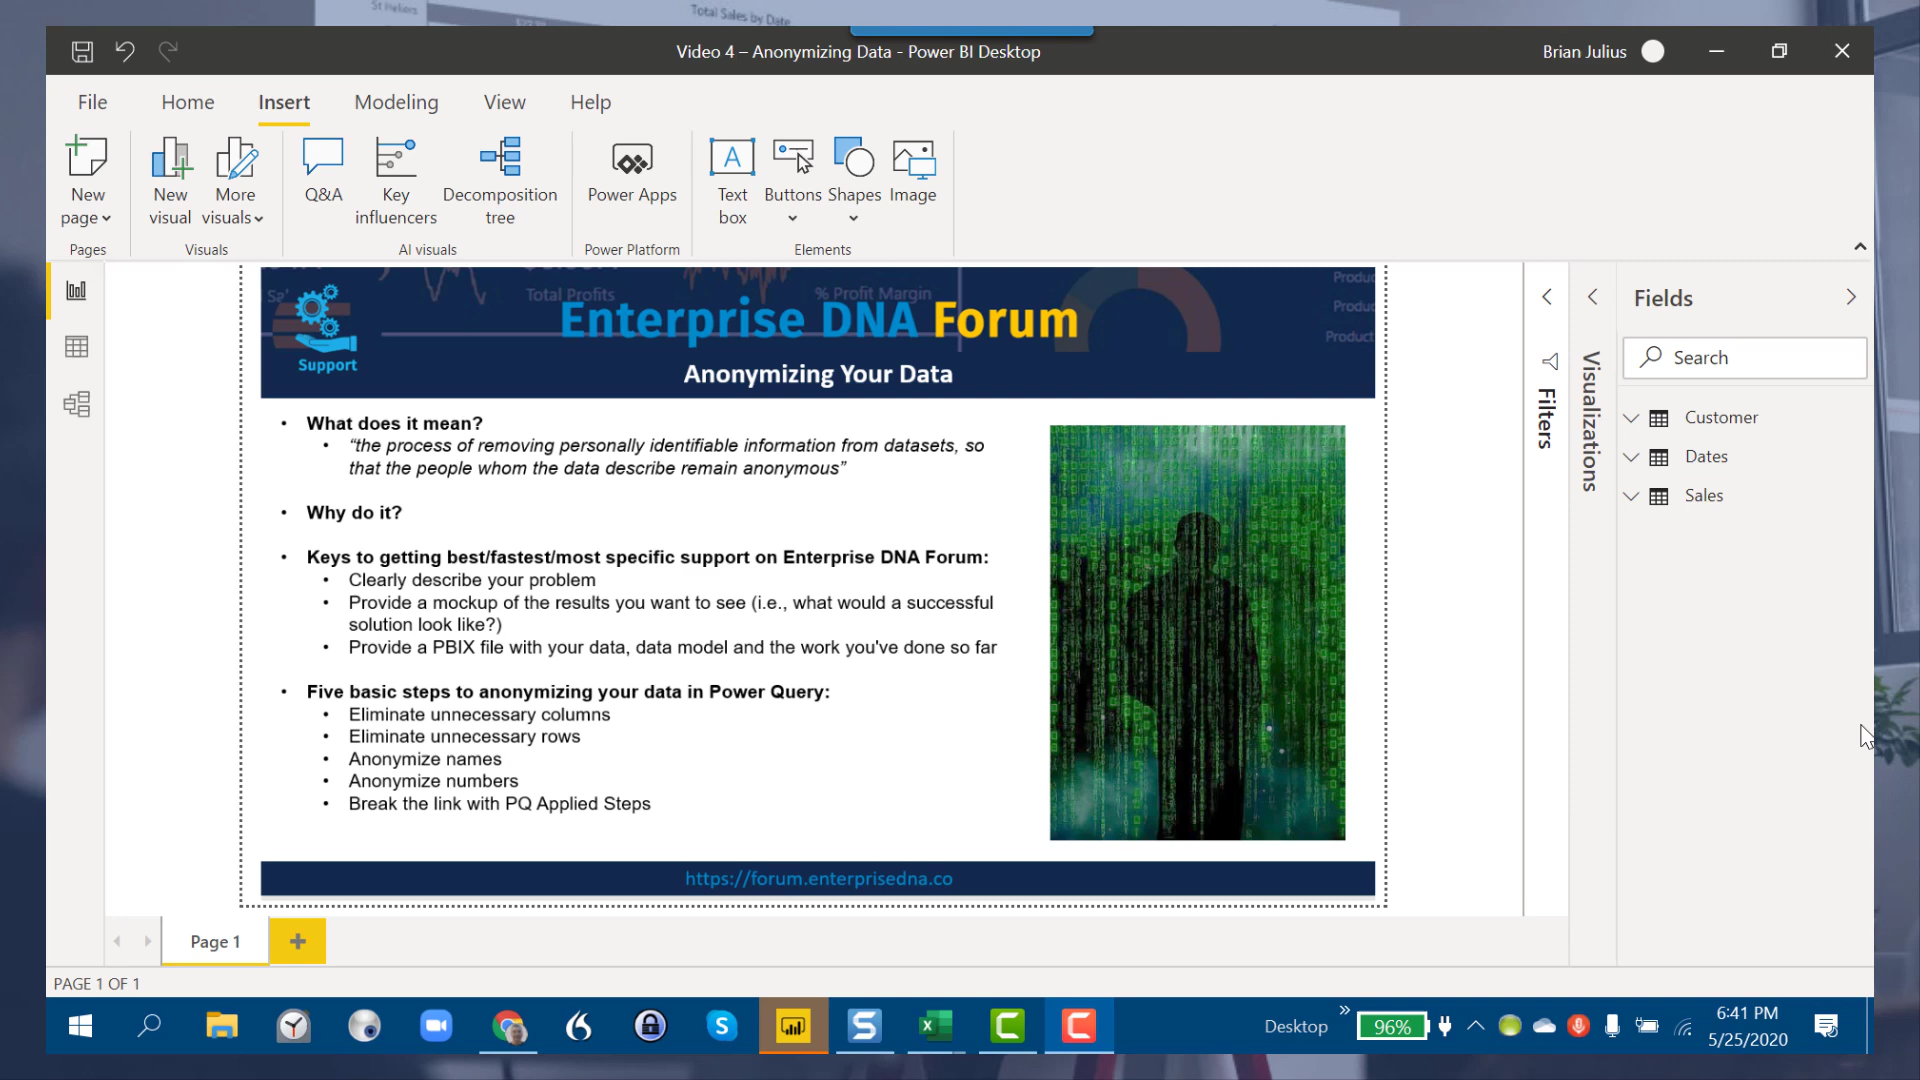 St Heliers
Total Sales by Date
Video 4 – Anonymizing Data - Power BI Desktop
Brian Julius
File Home Insert Modeling View Help
New page
New visual
More visuals
Q&A
Key influencers
Decomposition tree
Power Apps
Text box
Buttons
Shapes
Image
Pages
Visuals
AI visuals
Power Platform
Elements
Total Profits
% Profit Margin
Produc
Produc
Product
Support
Enterprise DNA Forum
Anonymizing Your Data
• What does it mean?
• “the process of removing personally identifiable information from datasets, so
that the people whom the data describe remain anonymous”
• Why do it?
• Keys to getting best/fastest/most specific support on Enterprise DNA Forum:
• Clearly describe your problem
• Provide a mockup of the results you want to see (i.e., what would a successful
solution look like?)
• Provide a PBIX file with your data, data model and the work you've done so far
• Five basic steps to anonymizing your data in Power Query:
• Eliminate unnecessary columns
• Eliminate unnecessary rows
• Anonymize names
• Anonymize numbers
• Break the link with PQ Applied Steps
https://forum.enterprisedna.co
Filters
Visualizations
Fields
Search
Customer
Dates
Sales
Page 1
PAGE 1 OF 1
Desktop
96%
6:41 PM
5/25/2020